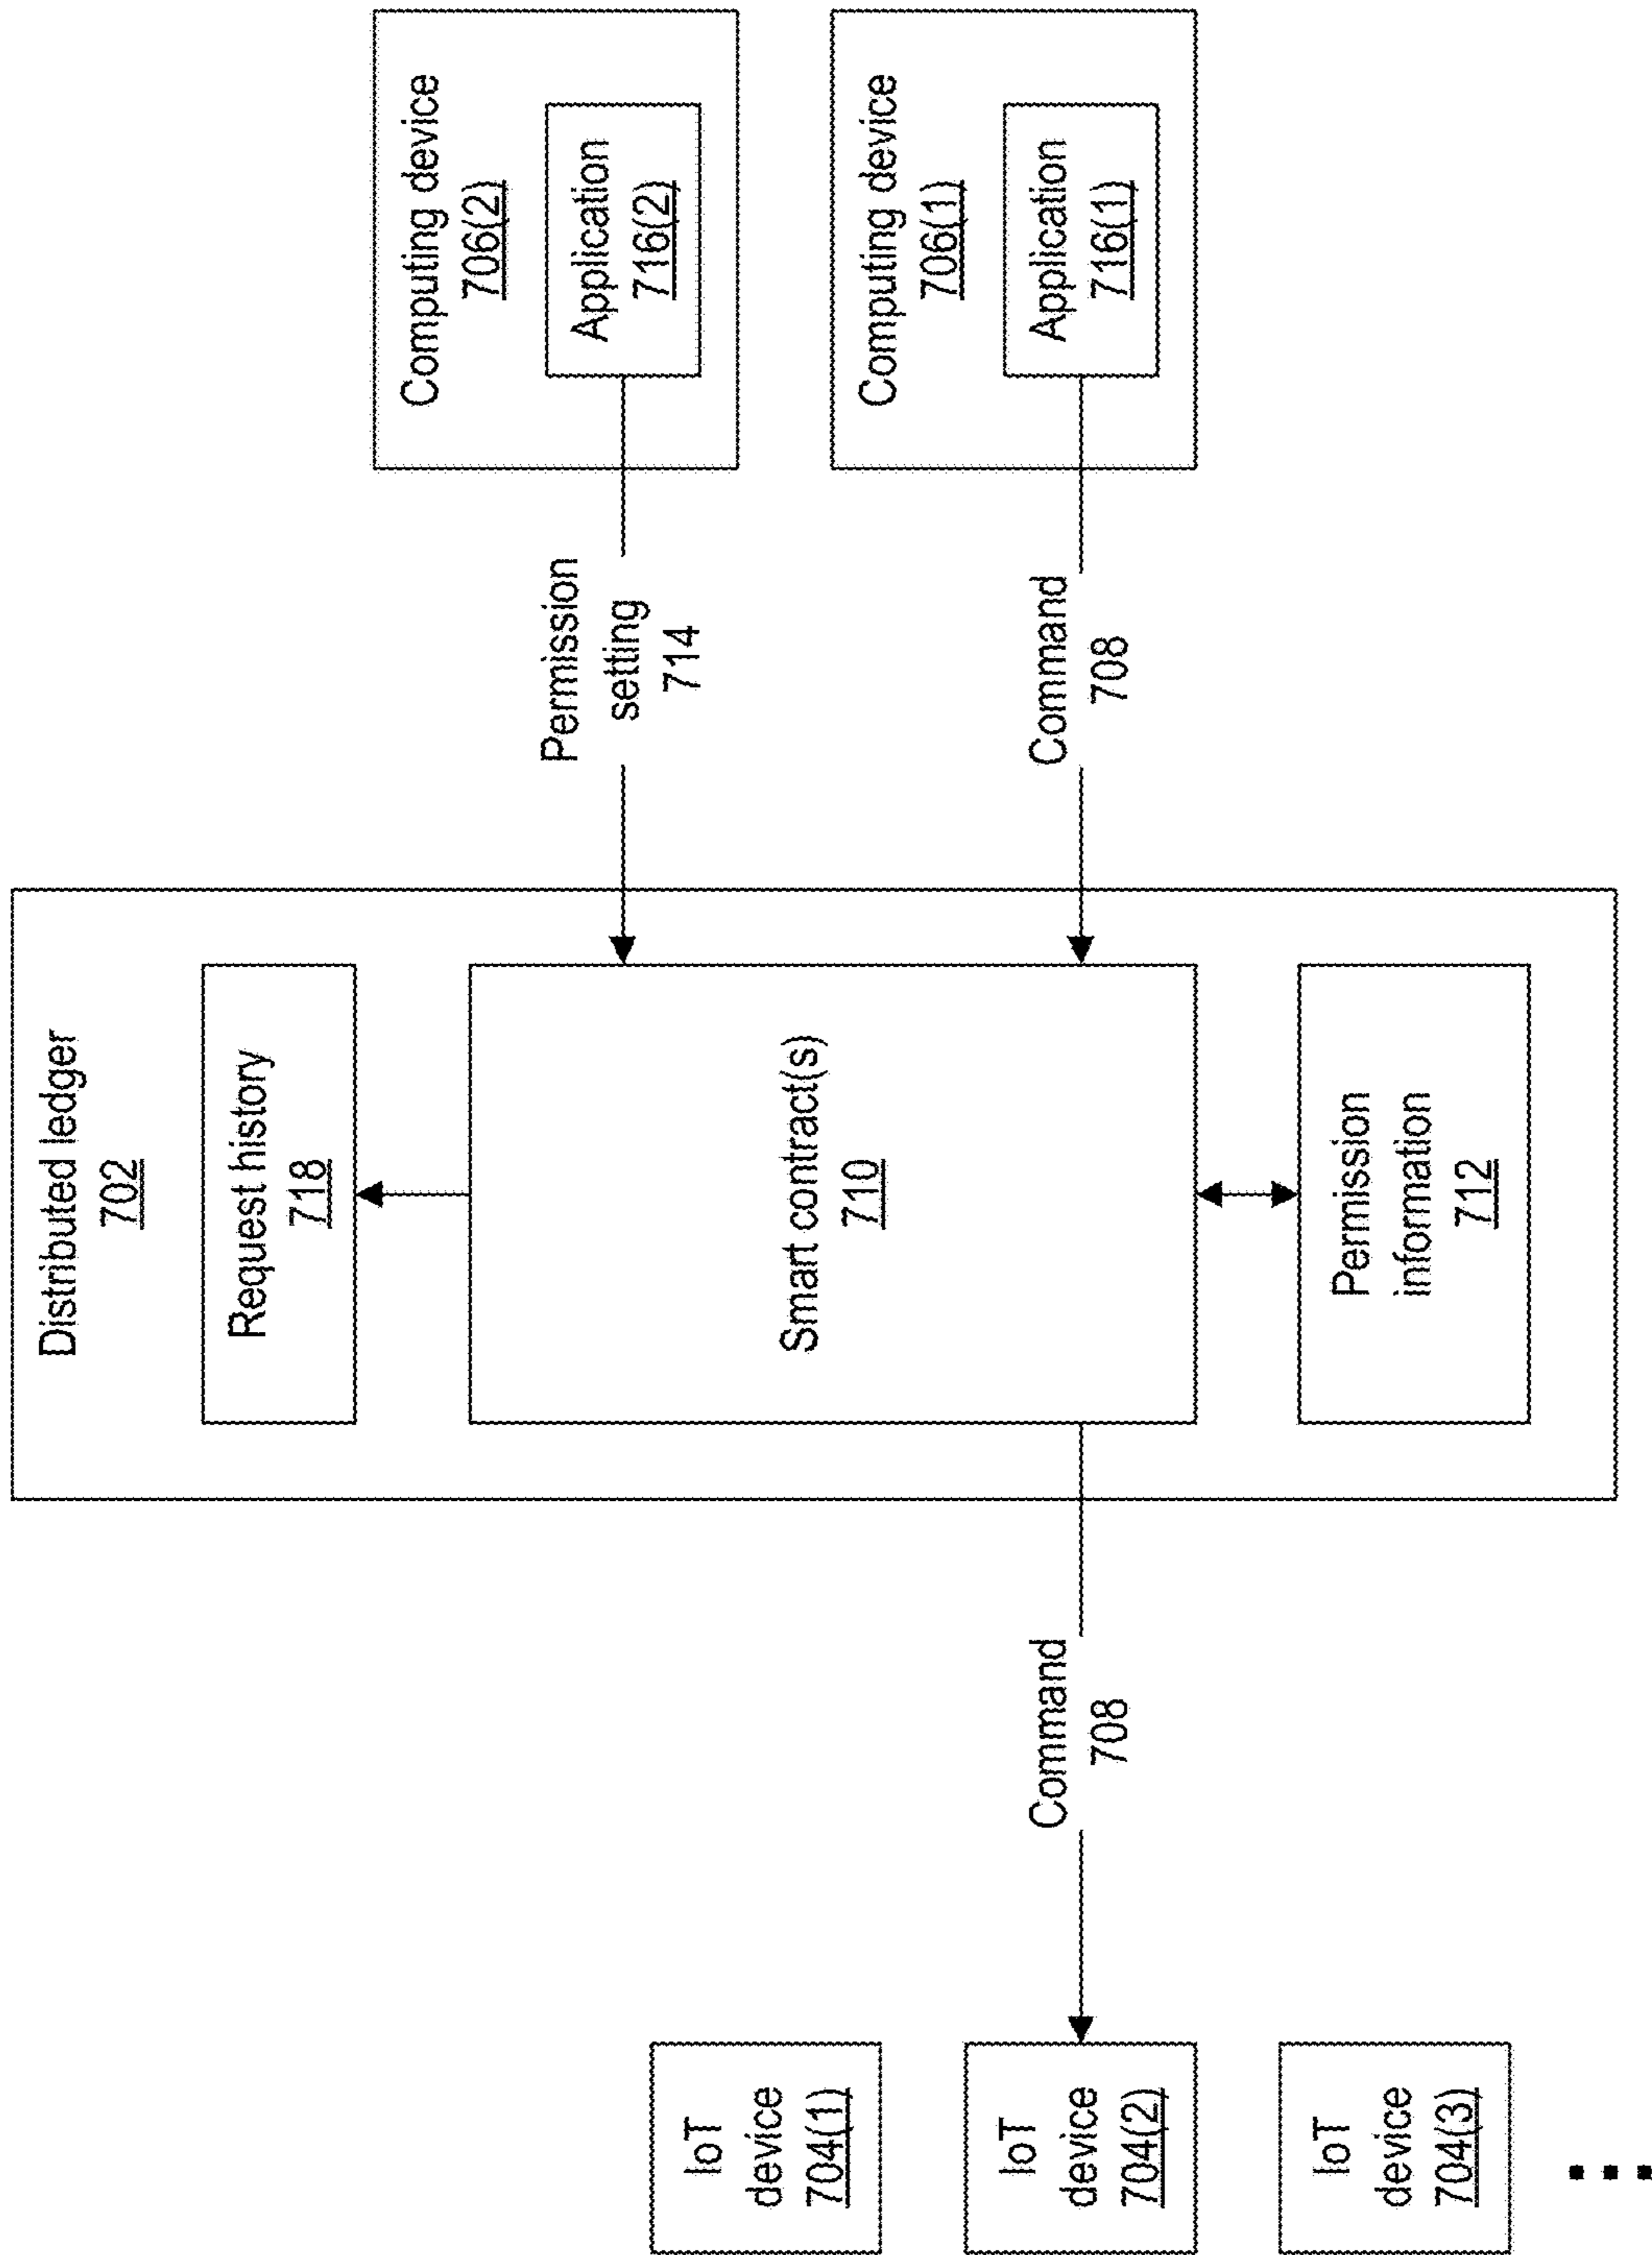 Distributed ledger
702
Request history
718
Smart contract(s)
710
Permission
information
712
Permission
setting
714
Command
708
Computing device
706(2)
Application
716(2)
Computing device
706(1)
Application
716(1)
Command
708
IoT
device
704(1)
IoT
device
704(2)
IoT
device
704(3)